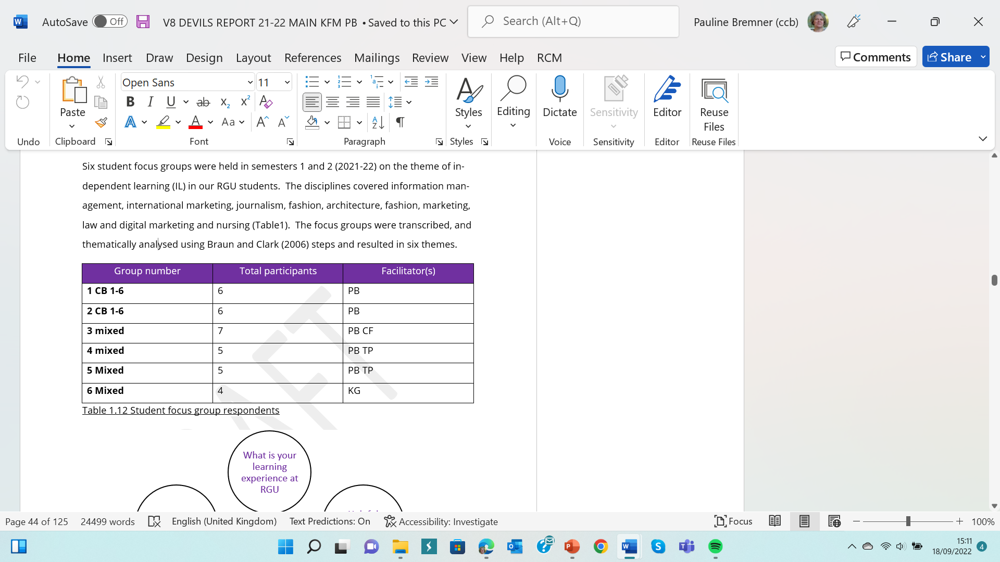 AutoSave Off V8 DEVILS REPORT 21-22 MAIN KFM PB • Saved to this PC Search (Alt+Q) Pauline Bremner (ccb)
File Home Insert Draw Design Layout References Mailings Review View Help RCM Comments Share
Open Sans 11
Paste Styles Editing Dictate Sensitivity Editor Reuse Files
Undo Clipboard Font Paragraph Styles Voice Sensitivity Editor Reuse Files
Six student focus groups were held in semesters 1 and 2 (2021-22) on the theme of in-
dependent learning (IL) in our RGU students.  The disciplines covered information man-
agement, international marketing, journalism, fashion, architecture, fashion, marketing,
law and digital marketing and nursing (Table1).  The focus groups were transcribed, and
thematically analysed using Braun and Clark (2006) steps and resulted in six themes.
Group number Total participants Facilitator(s)
1 CB 1-6 6 PB
2 CB 1-6 6 PB
3 mixed 7 PB CF
4 mixed 5 PB TP
5 Mixed 5 PB TP
6 Mixed 4 KG
Table 1.12 Student focus group respondents
What is your
learning
experience at
RGU
Page 44 of 125 24499 words English (United Kingdom) Text Predictions: On Accessibility: Investigate Focus 100%
15:11
18/09/2022 4